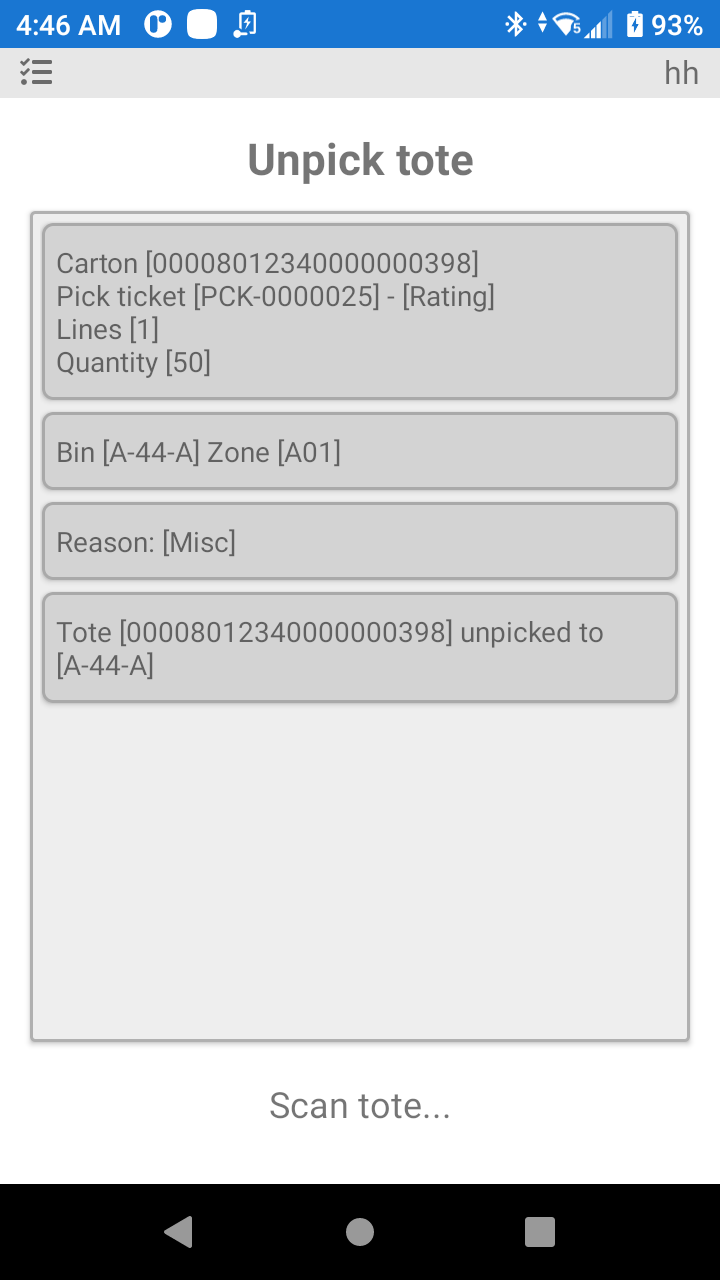 4:46 AM 5 93%
hh
Unpick tote
Carton [00008012340000000398]
Pick ticket [PCK-0000025] - [Rating]
Lines [1]
Quantity [50]
Bin [A-44-A] Zone [A01]
Reason: [Misc]
Tote [00008012340000000398] unpicked to
[A-44-A]
Scan tote...